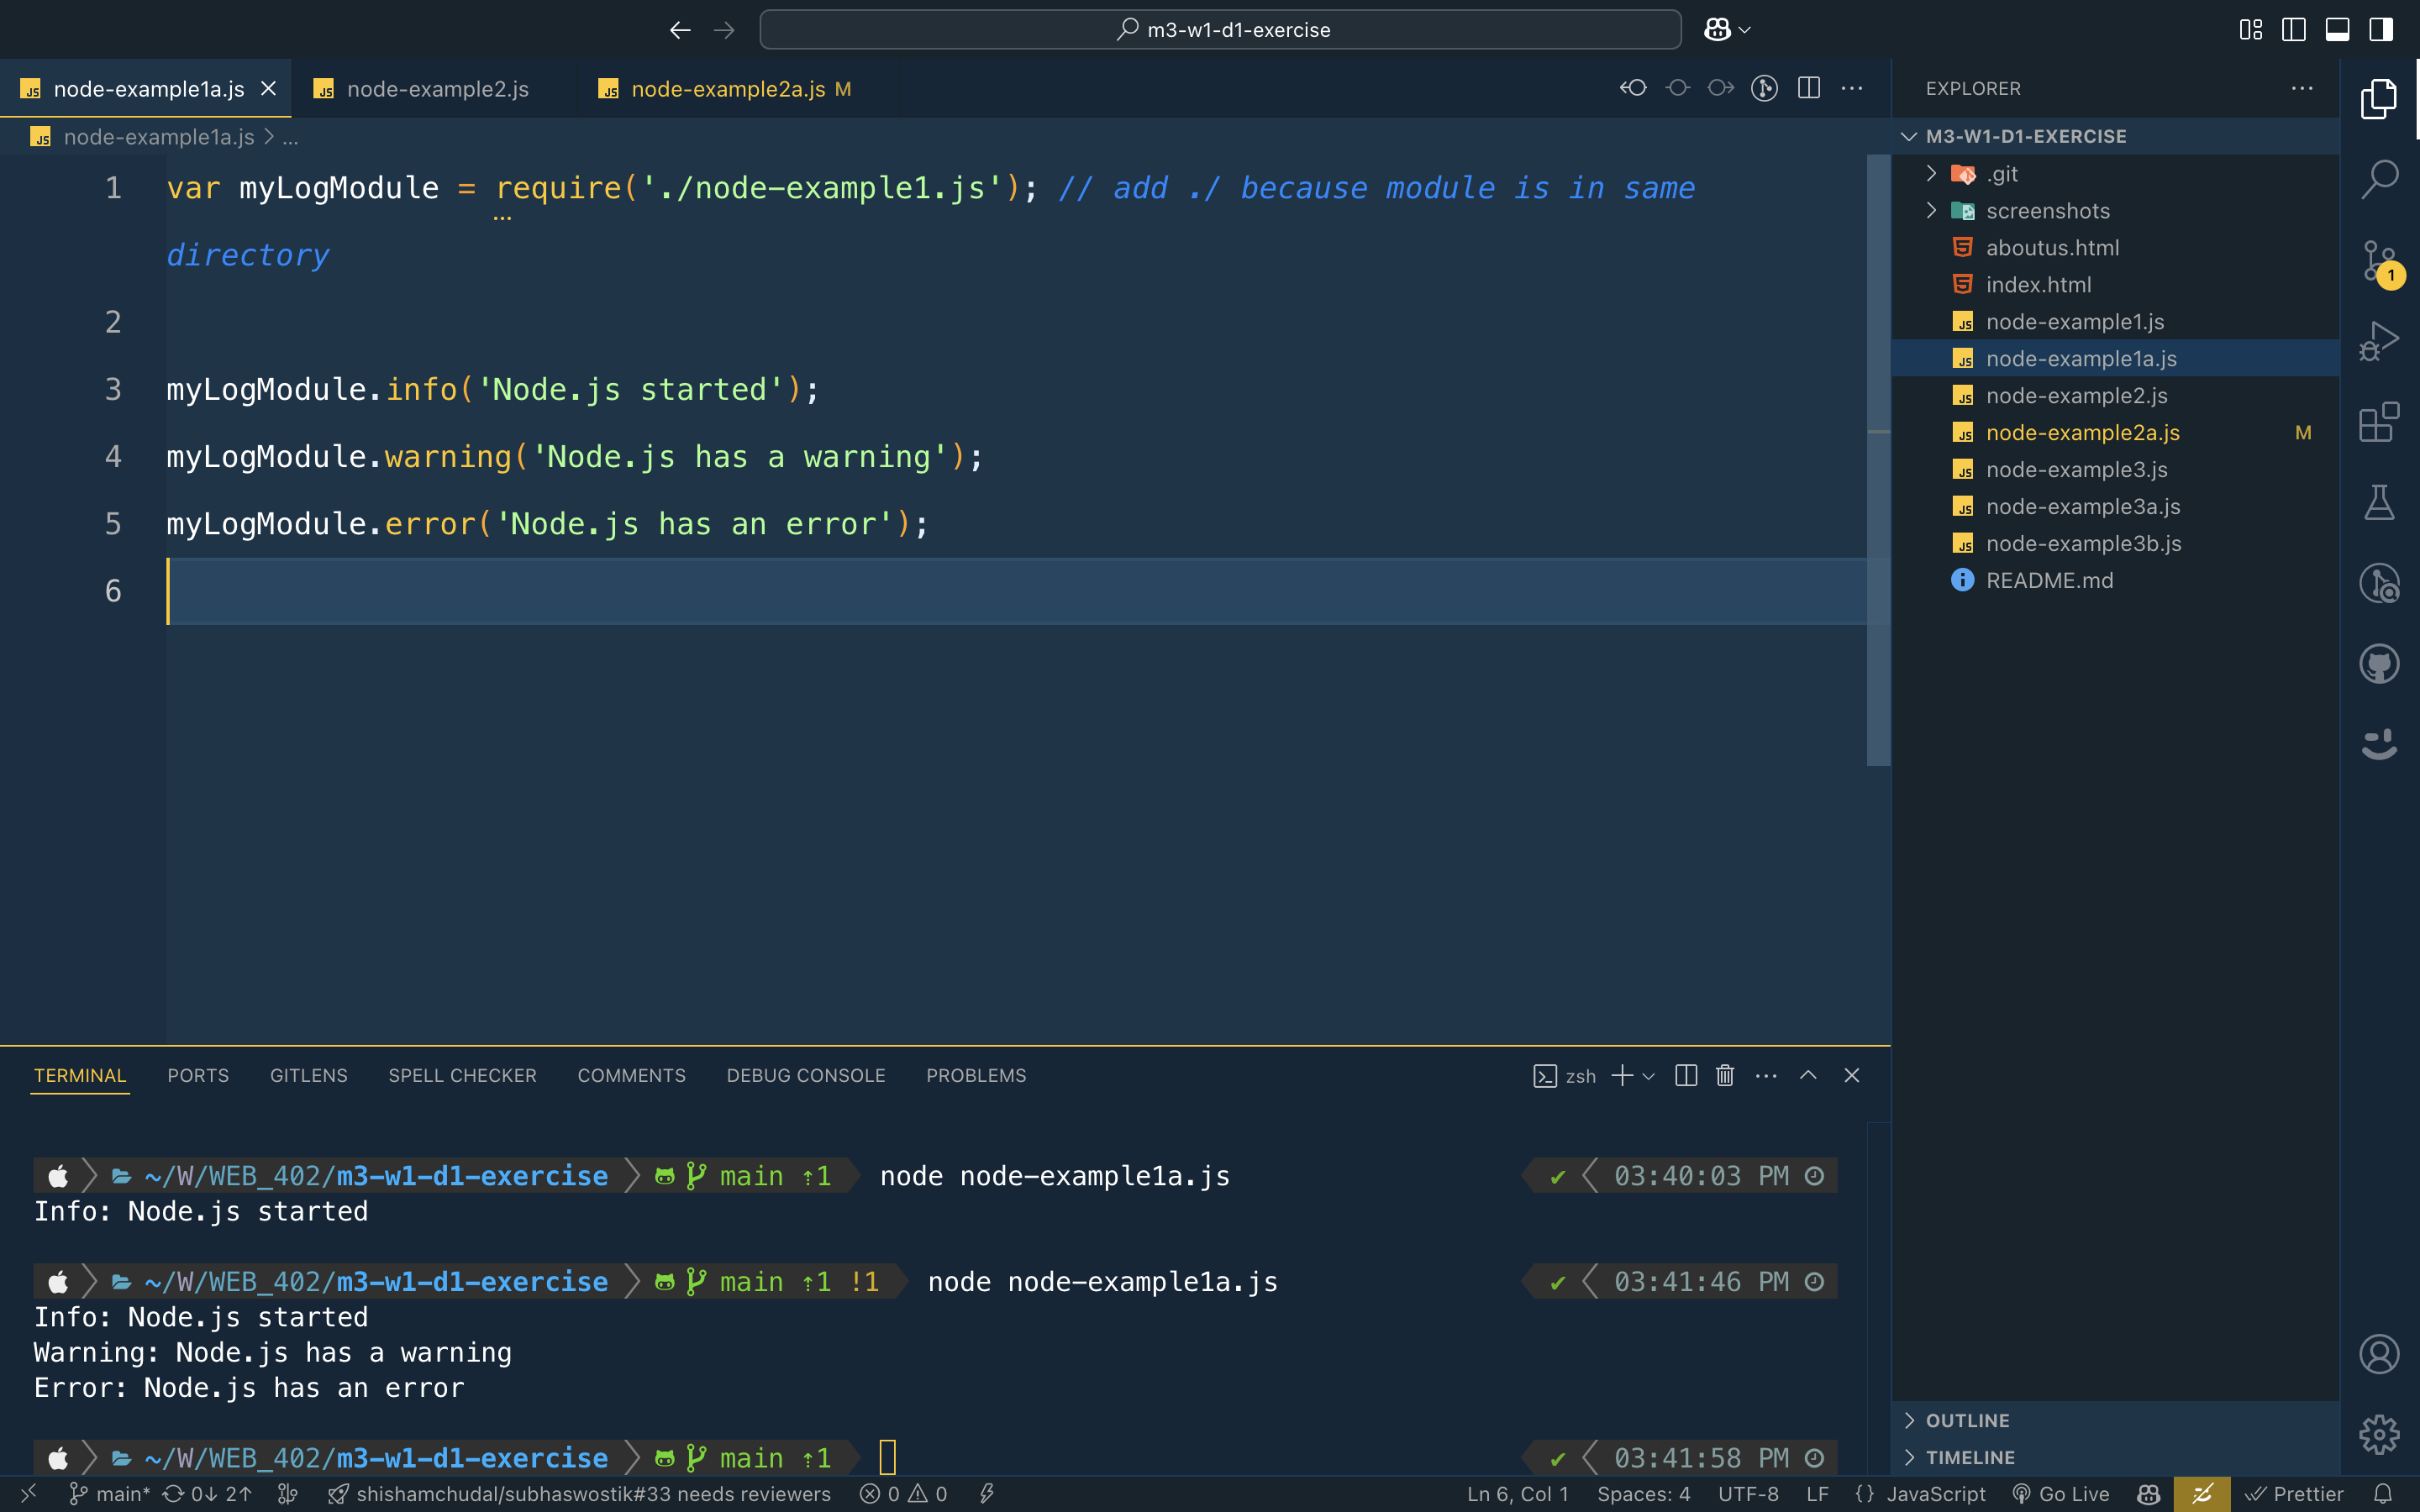 m3-w1-d1-exercise
node-example1a.js
node-example2.js
node-example2a.js M
node-example1a.js > ...
1 var myLogModule = require('./node-example1.js'); // add ./ because module is in same
directory
2
3 myLogModule.info('Node.js started');
4 myLogModule.warning('Node.js has a warning');
5 myLogModule.error('Node.js has an error');
6
EXPLORER
M3-W1-D1-EXERCISE
.git
screenshots
aboutus.html
index.html
node-example1.js
node-example1a.js
node-example2.js
node-example2a.js M
node-example3.js
node-example3a.js
node-example3b.js
README.md
OUTLINE
TIMELINE
1
TERMINAL PORTS GITLENS SPELL CHECKER COMMENTS DEBUG CONSOLE PROBLEMS
zsh
~/W/WEB_402/m3-w1-d1-exercise main ⇡1 node node-example1a.js ✔ 03:40:03 PM
Info: Node.js started
~/W/WEB_402/m3-w1-d1-exercise main ⇡1 !1 node node-example1a.js ✔ 03:41:46 PM
Info: Node.js started
Warning: Node.js has a warning
Error: Node.js has an error
~/W/WEB_402/m3-w1-d1-exercise main ⇡1 ✔ 03:41:58 PM
main* 0↓ 2↑ shishamchudal/subhaswostik#33 needs reviewers 0 0 Ln 6, Col 1 Spaces: 4 UTF-8 LF {} JavaScript Go Live Prettier